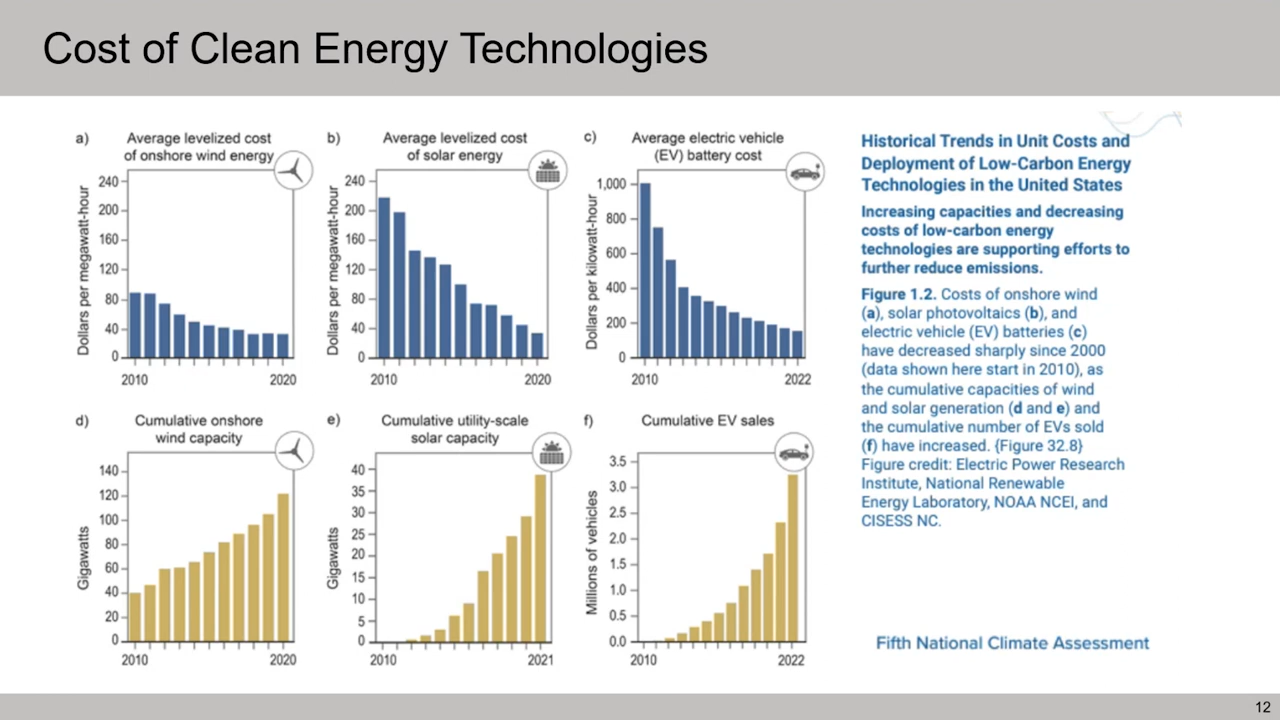 Cost of Clean Energy Technologies
a)
Average levelized cost
of onshore wind energy
Dollars per megawatt-hour
240
200
160
120
80
40
0
2010
2020
b)
Average levelized cost
of solar energy
Dollars per megawatt-hour
240
200
160
120
80
40
0
2010
2020
c)
Average electric vehicle
(EV) battery cost
Dollars per kilowatt-hour
1,000
800
600
400
200
0
2010
2022
d)
Cumulative onshore
wind capacity
Gigawatts
140
120
100
80
60
40
20
0
2010
2020
e)
Cumulative utility-scale
solar capacity
Gigawatts
40
35
30
25
20
15
10
5
0
2010
2021
f)
Cumulative EV sales
Millions of vehicles
3.5
3.0
2.5
2.0
1.5
1.0
0.5
0.0
2010
2022
Historical Trends in Unit Costs and
Deployment of Low-Carbon Energy
Technologies in the United States
Increasing capacities and decreasing
costs of low-carbon energy
technologies are supporting efforts to
further reduce emissions.
Figure 1.2. Costs of onshore wind
(a), solar photovoltaics (b), and
electric vehicle (EV) batteries (c)
have decreased sharply since 2000
(data shown here start in 2010), as
the cumulative capacities of wind
and solar generation (d and e) and
the cumulative number of EVs sold
(f) have increased. {Figure 32.8}
Figure credit: Electric Power Research
Institute, National Renewable
Energy Laboratory, NOAA NCEI, and
CISESS NC.
Fifth National Climate Assessment
12